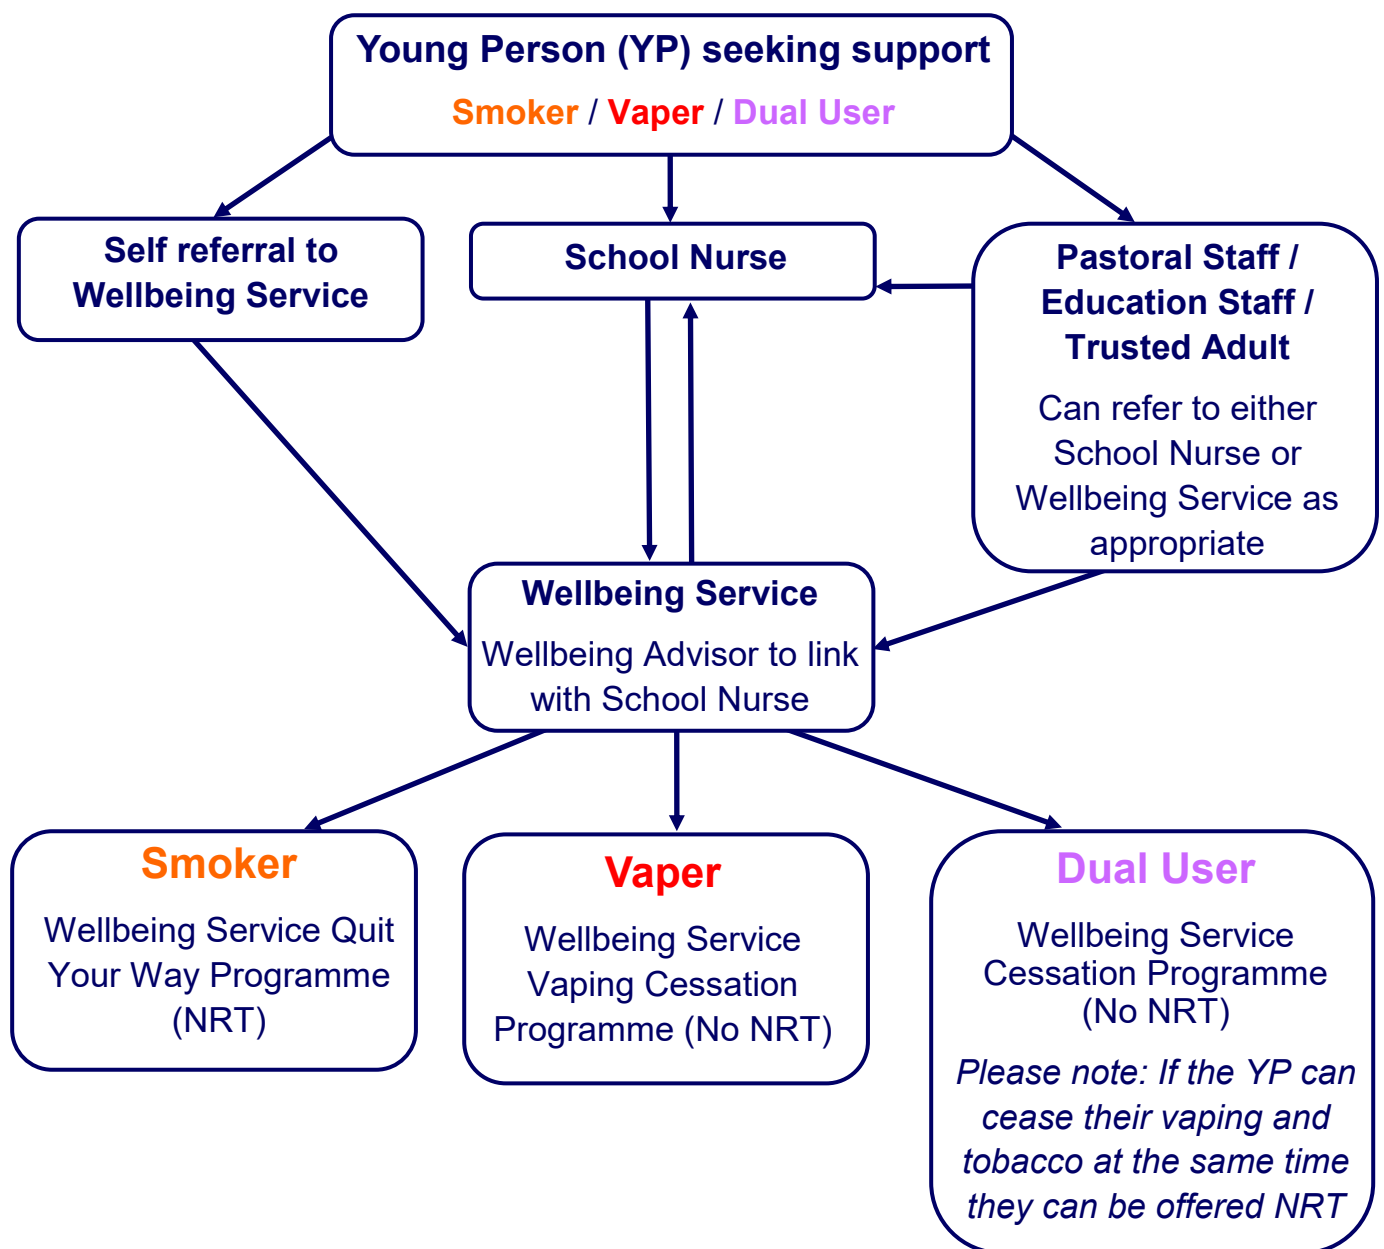 Young Person (YP) seeking support
Smoker / Vaper / Dual User
Self referral to
Wellbeing Service
School Nurse
Pastoral Staff /
Education Staff /
Trusted Adult
Can refer to either
School Nurse or
Wellbeing Service as
appropriate
Wellbeing Service
Wellbeing Advisor to link
with School Nurse
Smoker
Wellbeing Service Quit
Your Way Programme
(NRT)
Vaper
Wellbeing Service
Vaping Cessation
Programme (No NRT)
Dual User
Wellbeing Service
Cessation Programme
(No NRT)
Please note: If the YP can
cease their vaping and
tobacco at the same time
they can be offered NRT